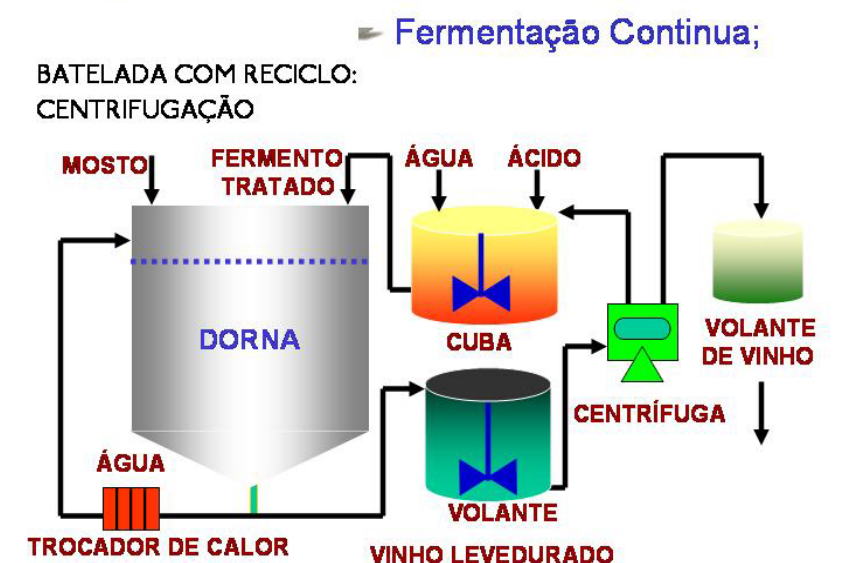 Fermentação Continua;
BATELADA COM RECICLO:
CENTRIFUGAÇÃO
MOSTO
FERMENTO
TRATADO
ÁGUA
ÁCIDO
DORNA
CUBA
VOLANTE
DE VINHO
CENTRÍFUGA
ÁGUA
VOLANTE
TROCADOR DE CALOR
VINHO LEVEDURADO